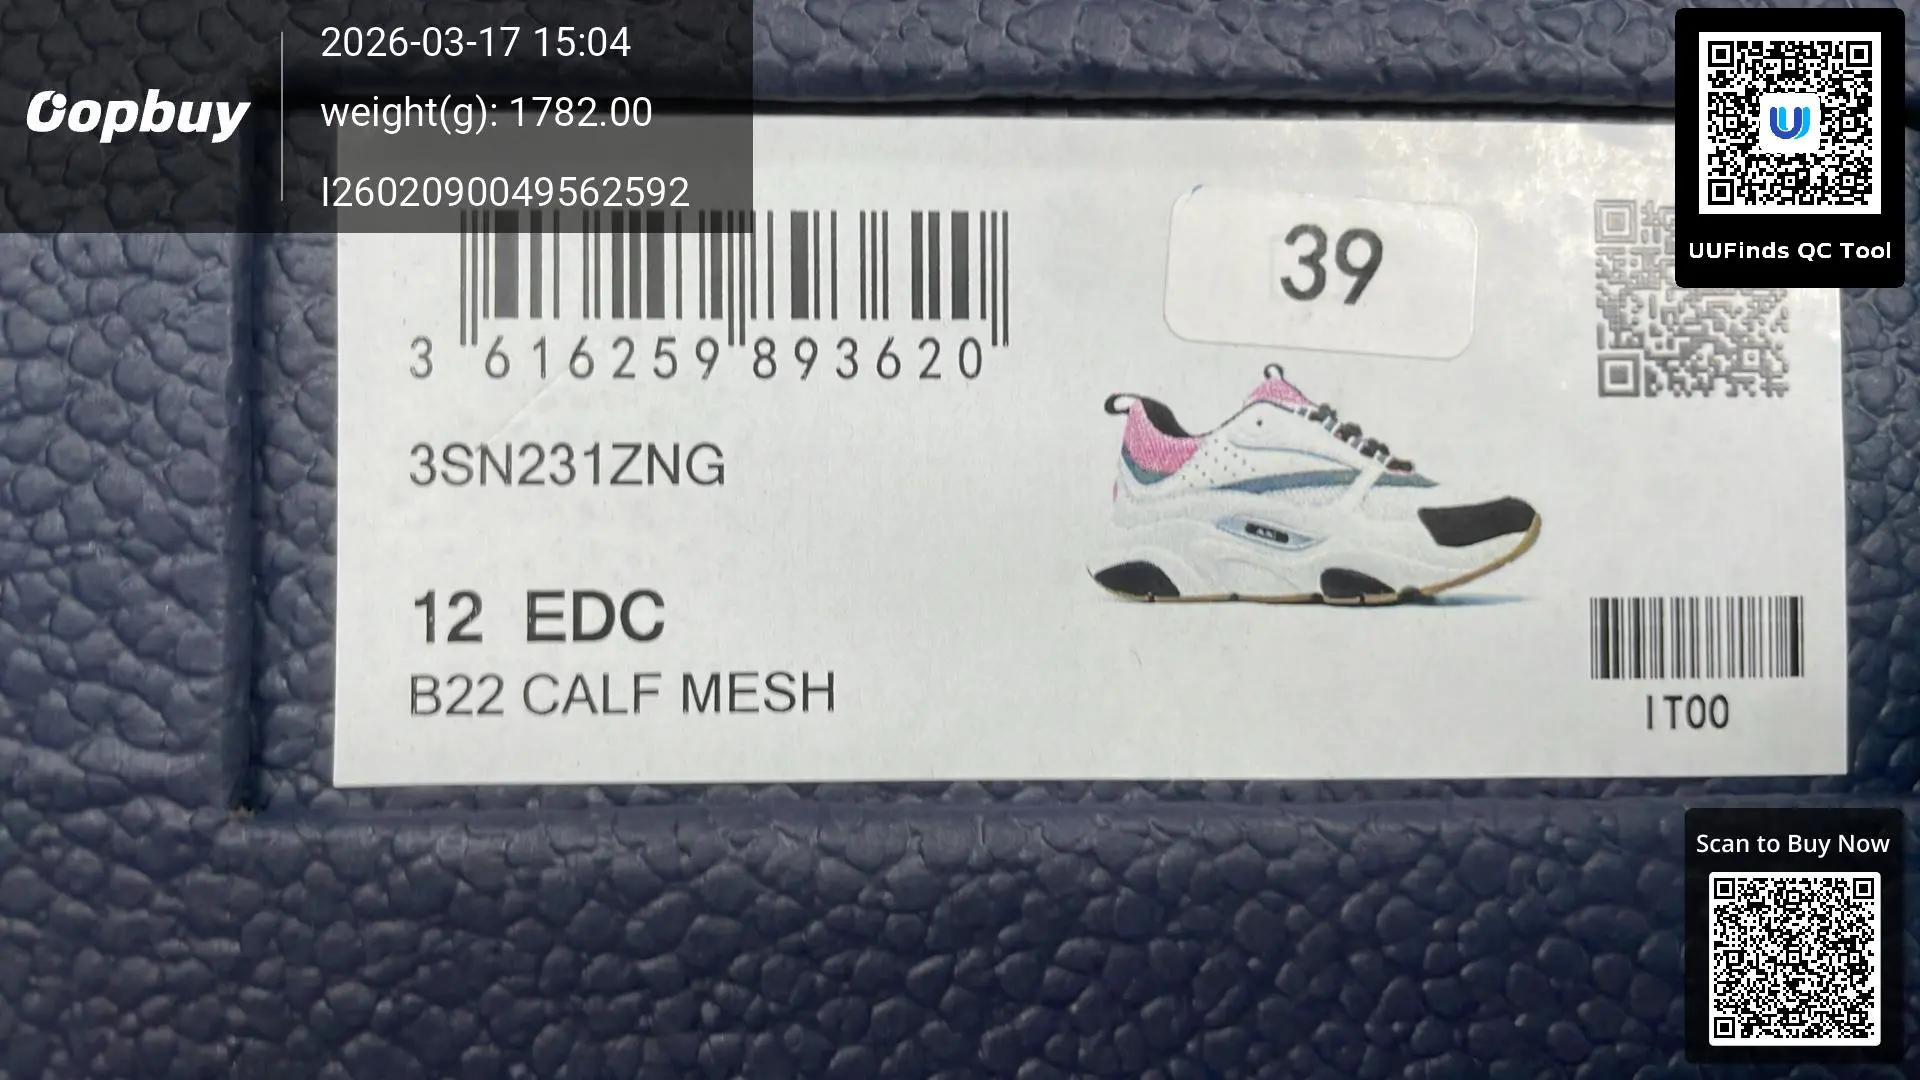 Oopbuy
2026-03-17 15:04
weight(g): 1782.00
I2602090049562592
UUFinds QC Tool
39
3 616259 893620
3SN231ZNG
12 EDC
B22 CALF MESH
IT00
Scan to Buy Now